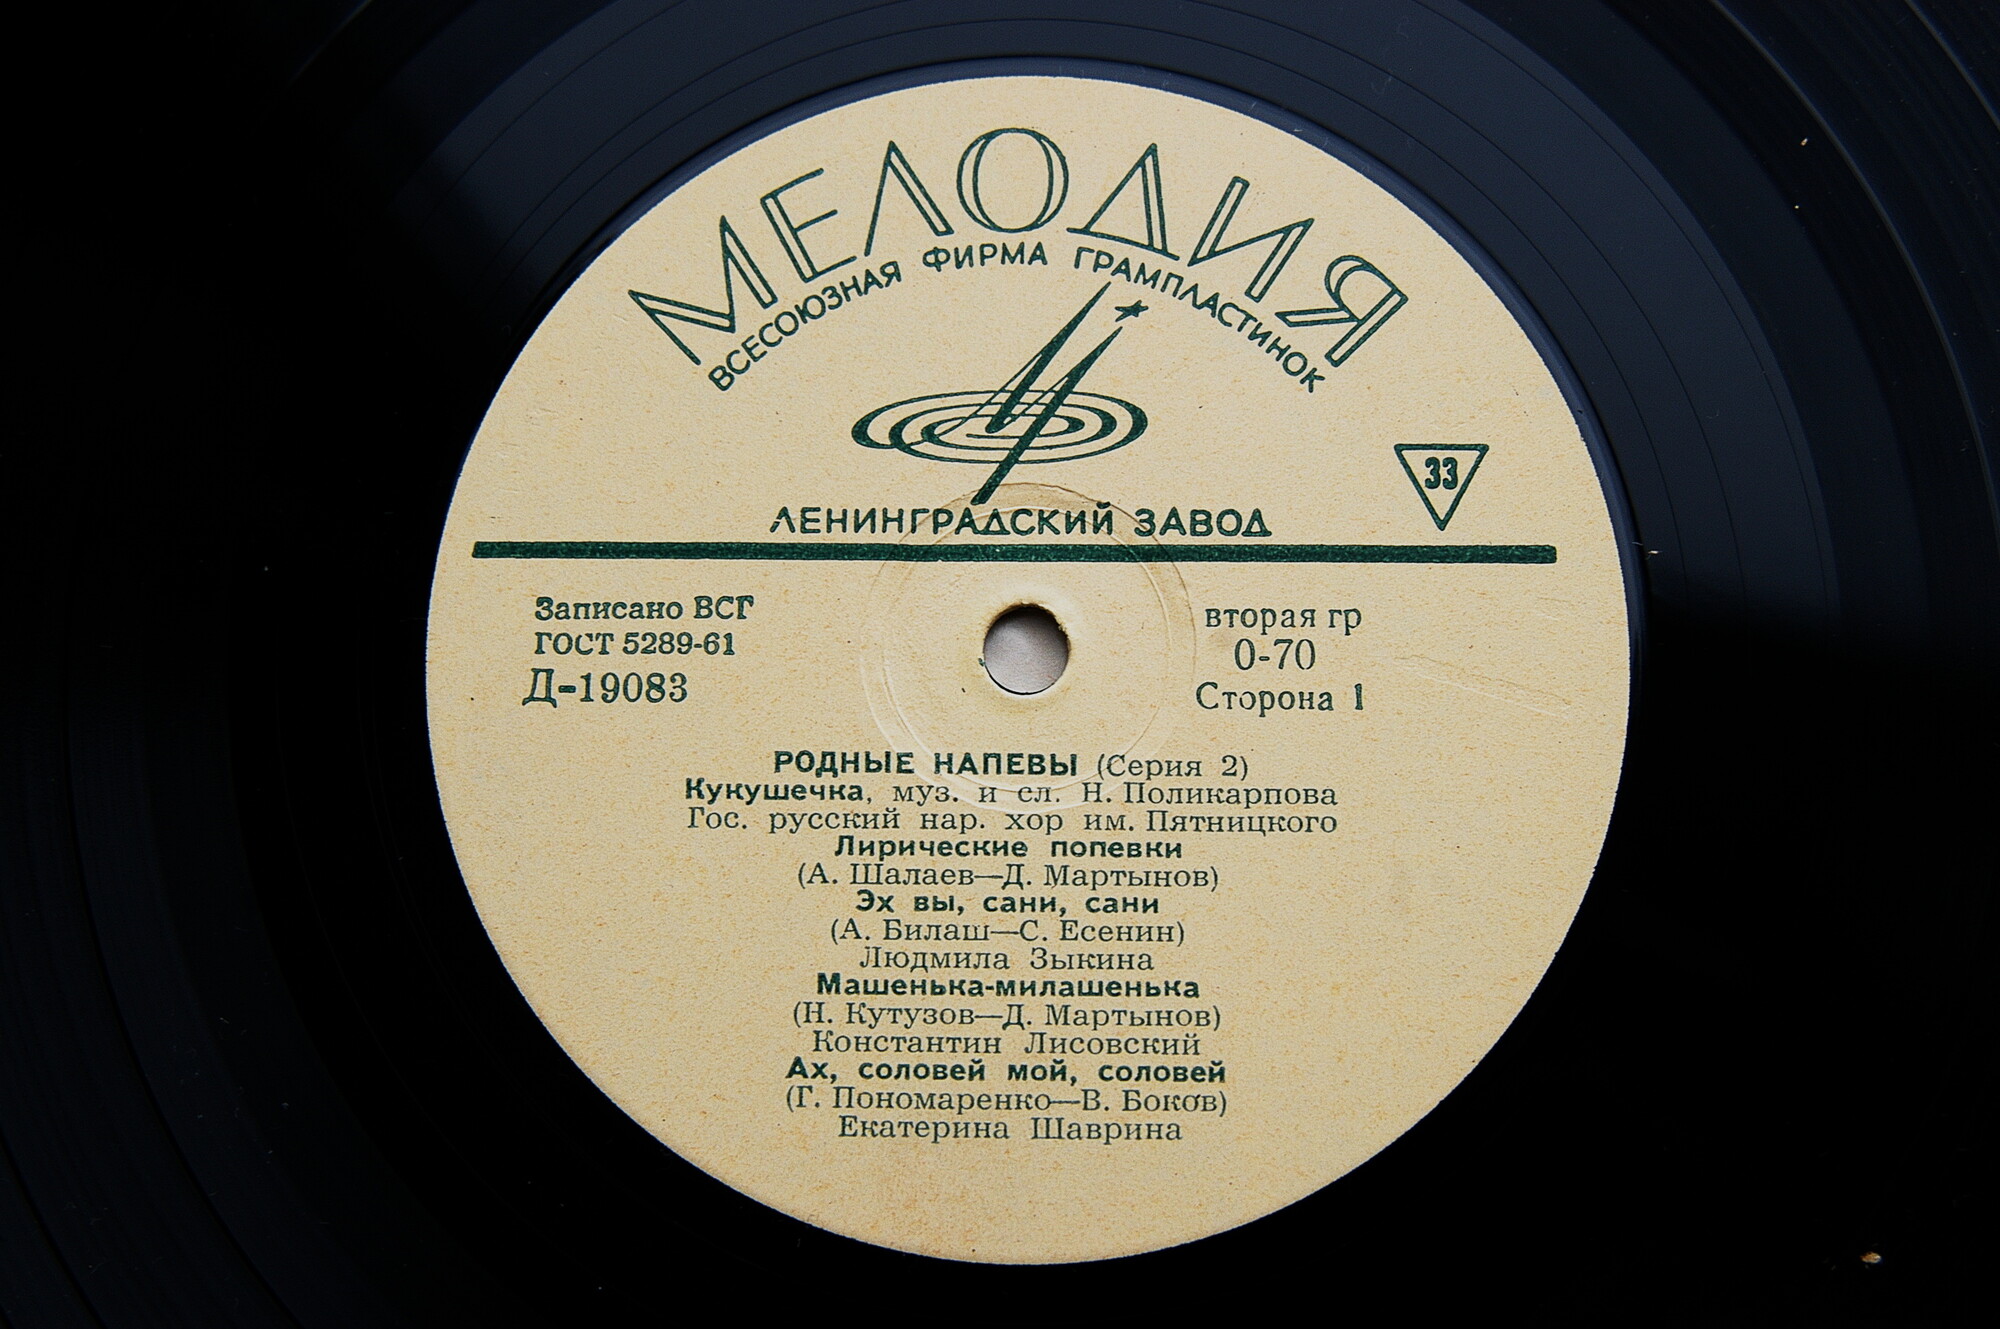 МЕЛОДИЯ
ВСЕСОЮЗНАЯ ФИРМА ГРАМПЛАСТИНОК
33
ЛЕНИНГРАДСКИЙ ЗАВОД
Записано ВСГ
ГОСТ 5289-61
Д-19083
вторая гр
0-70
Сторона 1
РОДНЫЕ НАПЕВЫ (Серия 2)
Кукушечка, муз. и сл. Н. Поликарпова
Гос. русский нар. хор им. Пятницкого
Лирические попевки
(А. Шалаев—Д. Мартынов)
Эх вы, сани, сани
(А. Билаш—С. Есенин)
Людмила Зыкина
Машенька-милашенька
(Н. Кутузов—Д. Мартынов)
Константин Лисовский
Ах, соловей мой, соловей
(Г. Пономаренко—В. Боков)
Екатерина Шаврина